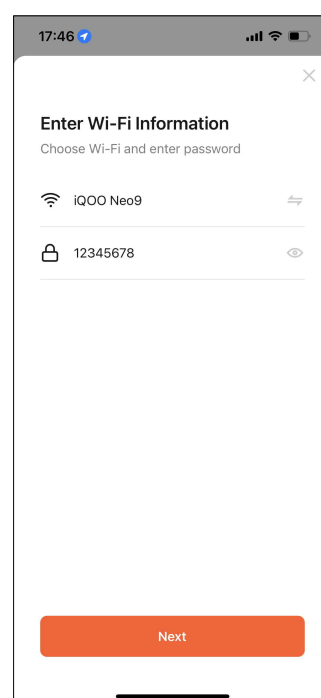 17:46
Enter Wi-Fi Information
Choose Wi-Fi and enter password
iQOO Neo9
12345678
Next